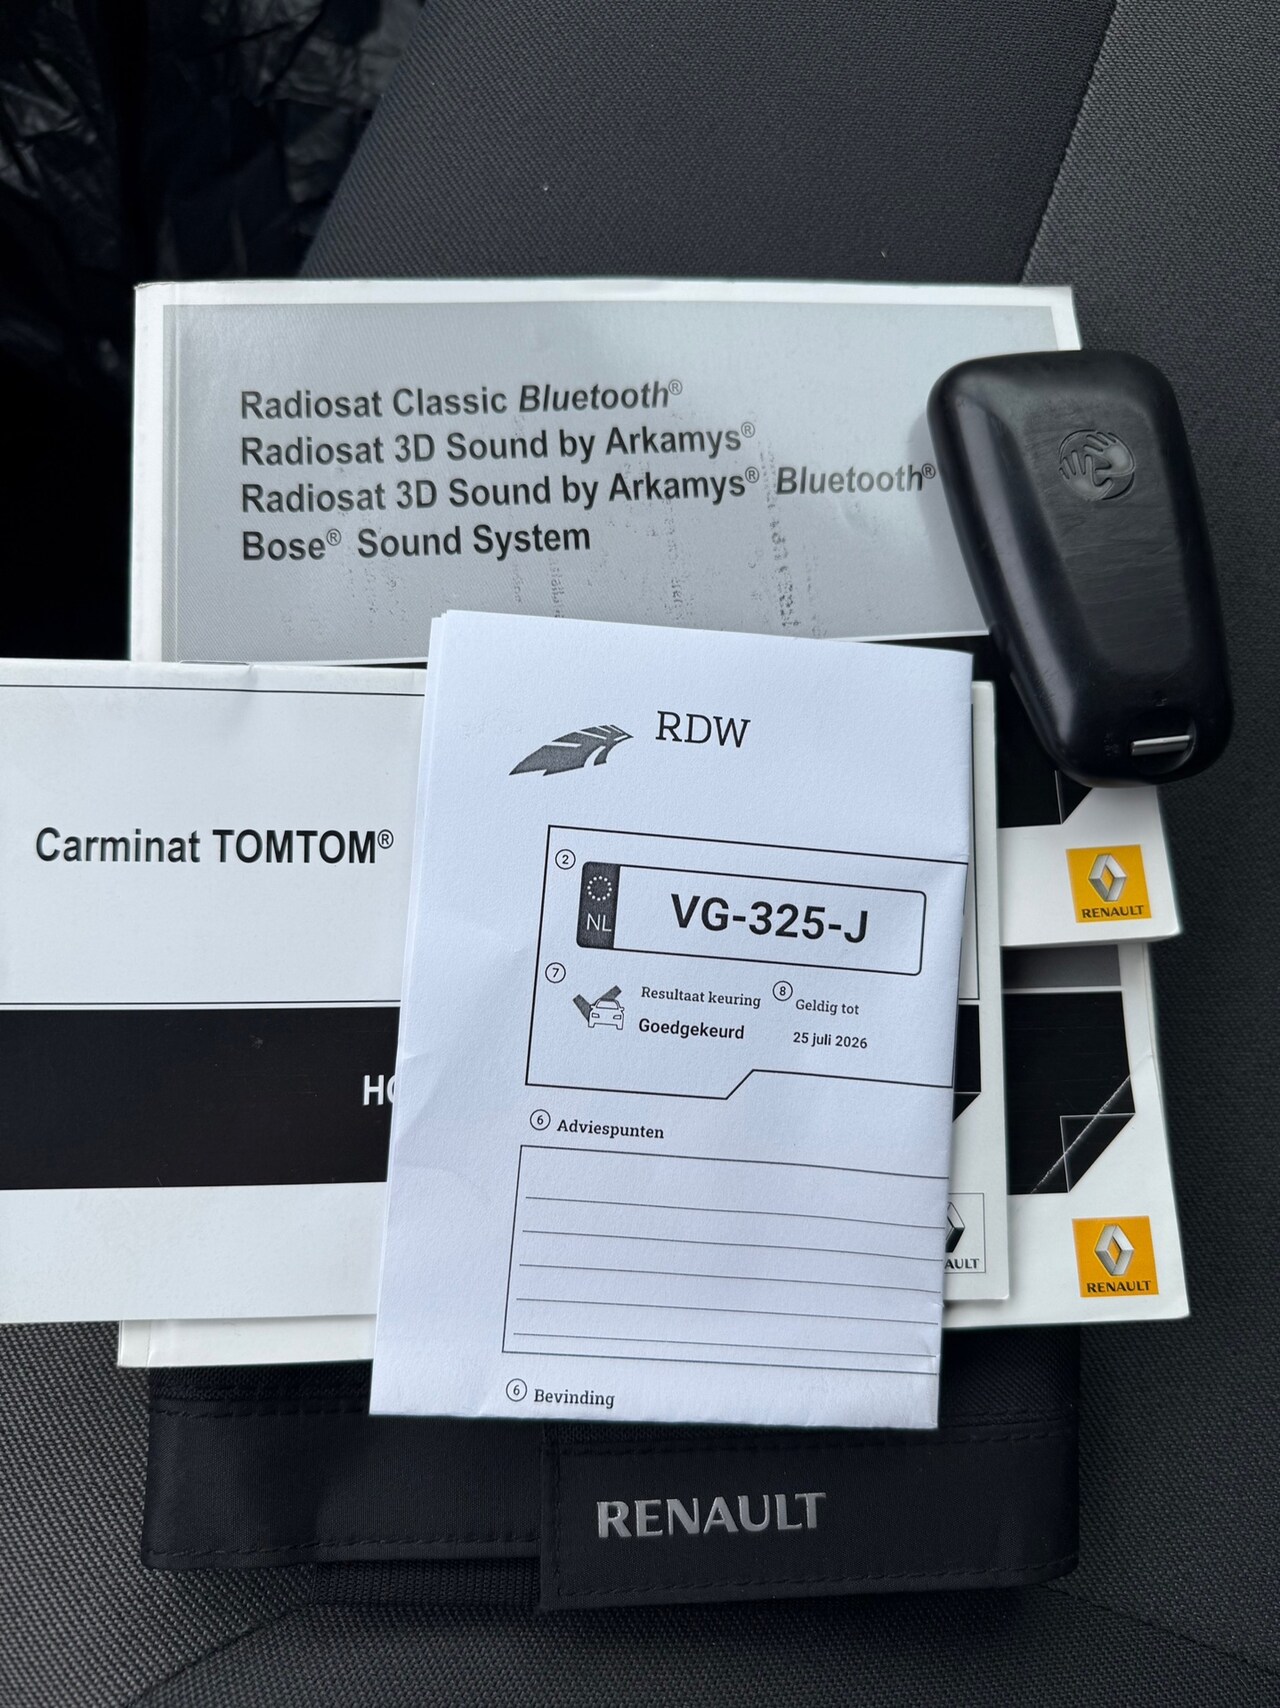 Radiosat Classic Bluetooth®
Radiosat 3D Sound by Arkamys®
Radiosat 3D Sound by Arkamys® Bluetooth®
Bose® Sound System
Carminat TOMTOM®
RENAULT
RDW
2
NL
VG-325-J
7
Resultaat keuring
Goedgekeurd
8
Geldig tot
25 juli 2026
6 Adviespunten
AULT
RENAULT
6 Bevinding
RENAULT